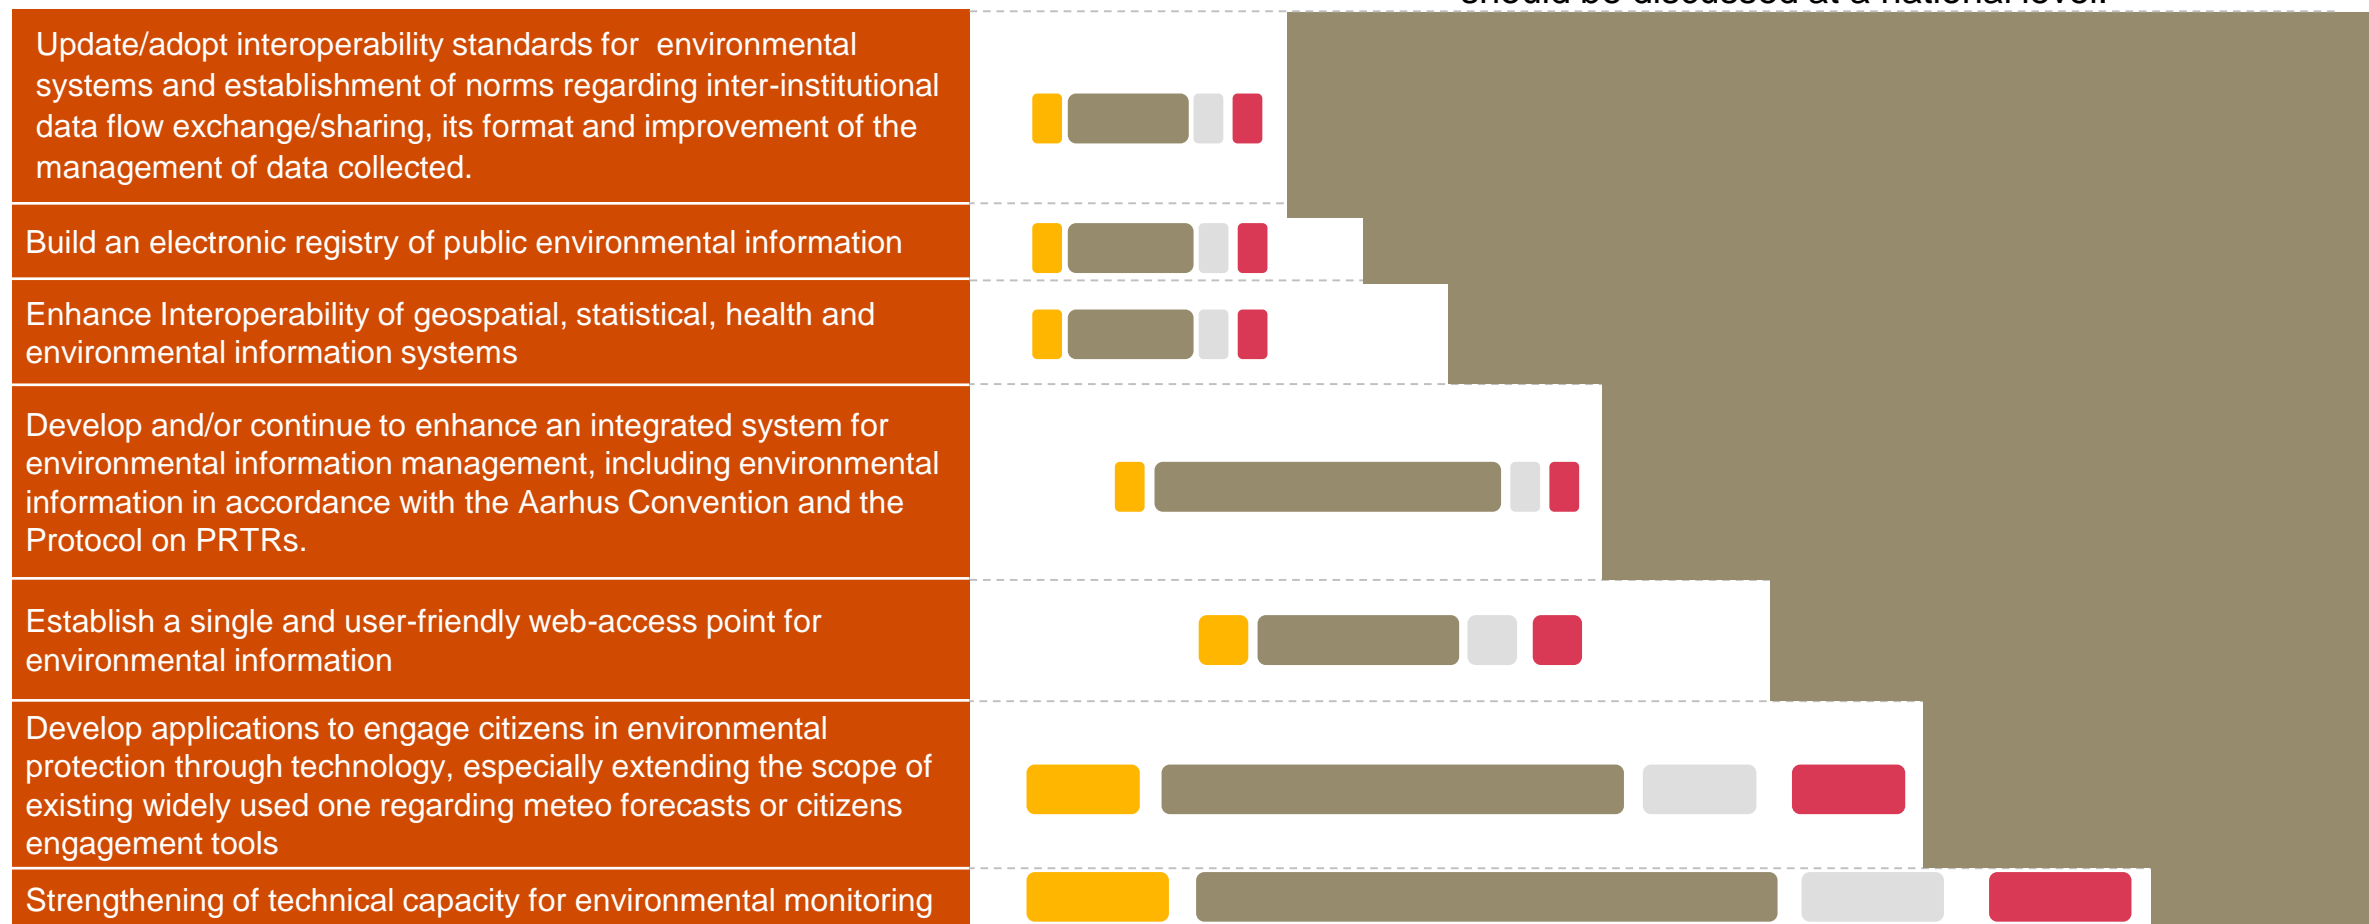 should be discussed at a national level.
Update/adopt interoperability standards for environmental
systems and establishment of norms regarding inter-institutional
data flow exchange/sharing, its format and improvement of the
management of data collected.
Build an electronic registry of public environmental information
Enhance Interoperability of geospatial, statistical, health and
environmental information systems
Develop and/or continue to enhance an integrated system for
environmental information management, including environmental
information in accordance with the Aarhus Convention and the
Protocol on PRTRs.
Establish a single and user-friendly web-access point for
environmental information
Develop applications to engage citizens in environmental
protection through technology, especially extending the scope of
existing widely used one regarding meteo forecasts or citizens
engagement tools
Strengthening of technical capacity for environmental monitoring